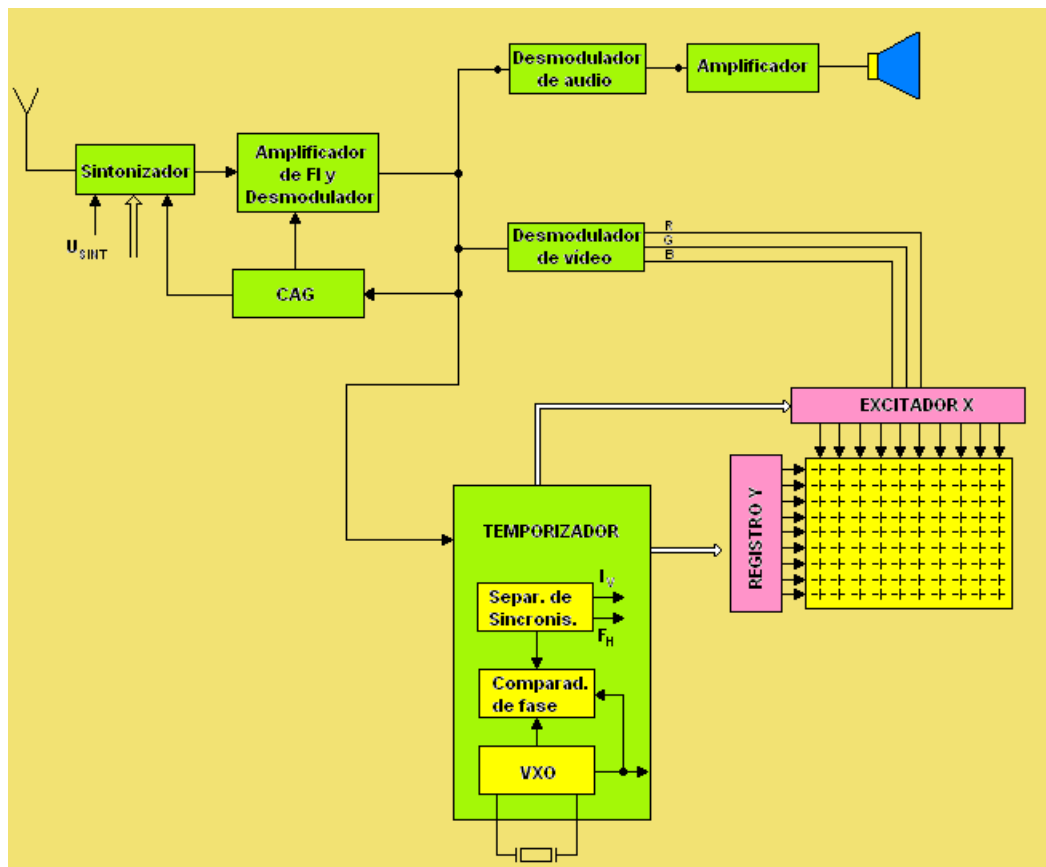 Desmodulador
de audio
Amplificador
Sintonizador
Amplificador
de FI y
Desmodulador
U SINT
CAG
Desmodulador
de vídeo
R
G
B
EXCITADOR X
REGISTRO Y
TEMPORIZADOR
Separ. de
Sincronis.
I V
F H
Comparad.
de fase
VXO